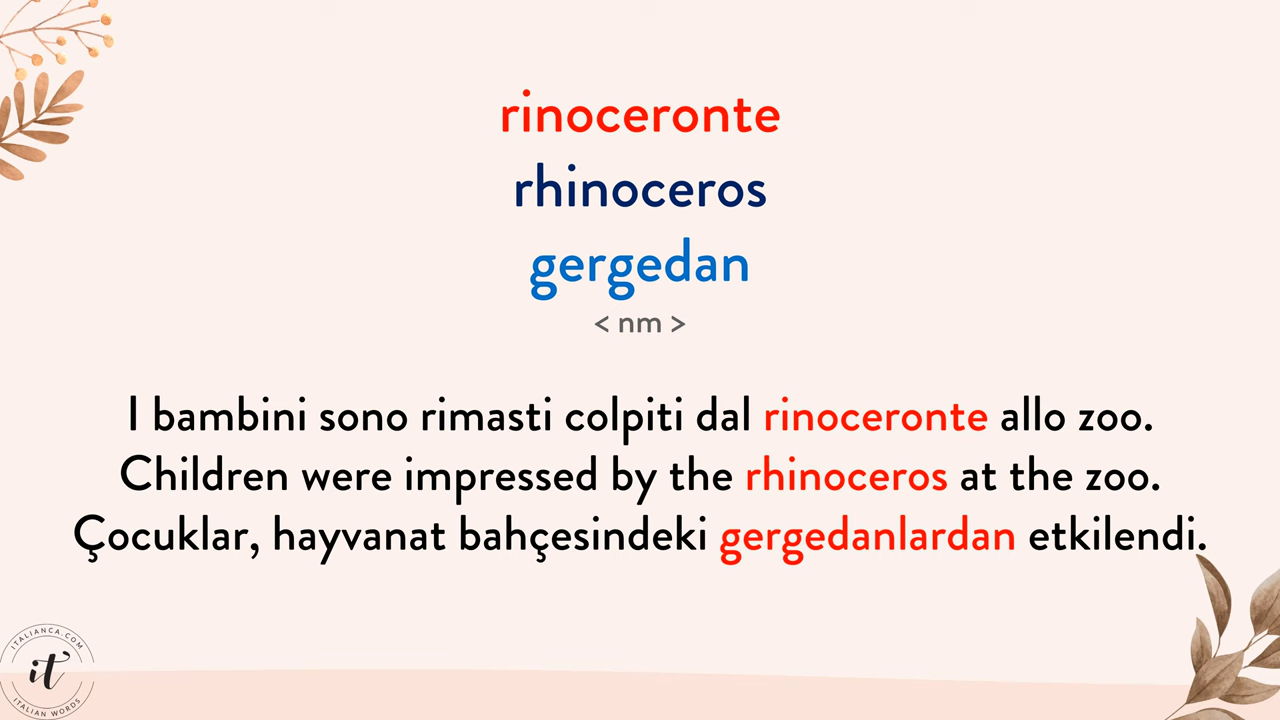 rinoceronte
rhinoceros
gergedan
< nm >
I bambini sono rimasti colpiti dal rinoceronte allo zoo.
Children were impressed by the rhinoceros at the zoo.
Çocuklar, hayvanat bahçesindeki gergedanlardan etkilendi.
ITALIANCA.COM
it
ITALIAN WORDS